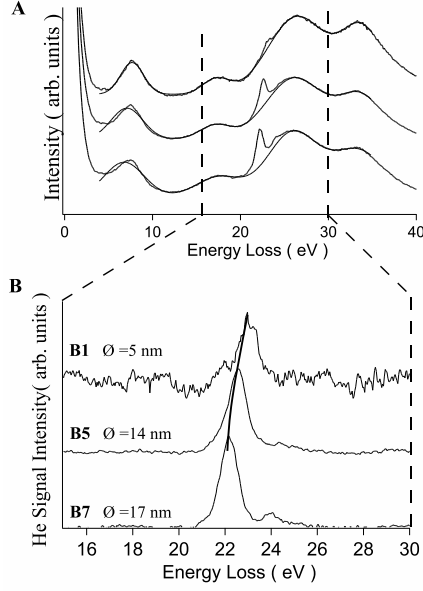 A
Intensity ( arb. units )
0 10 20 30 40
Energy Loss ( eV )
B
He Signal Intensity( arb. units )
B1 Ø =5 nm
B5 Ø =14 nm
B7 Ø =17 nm
16 18 20 22 24 26 28 30
Energy Loss ( eV )